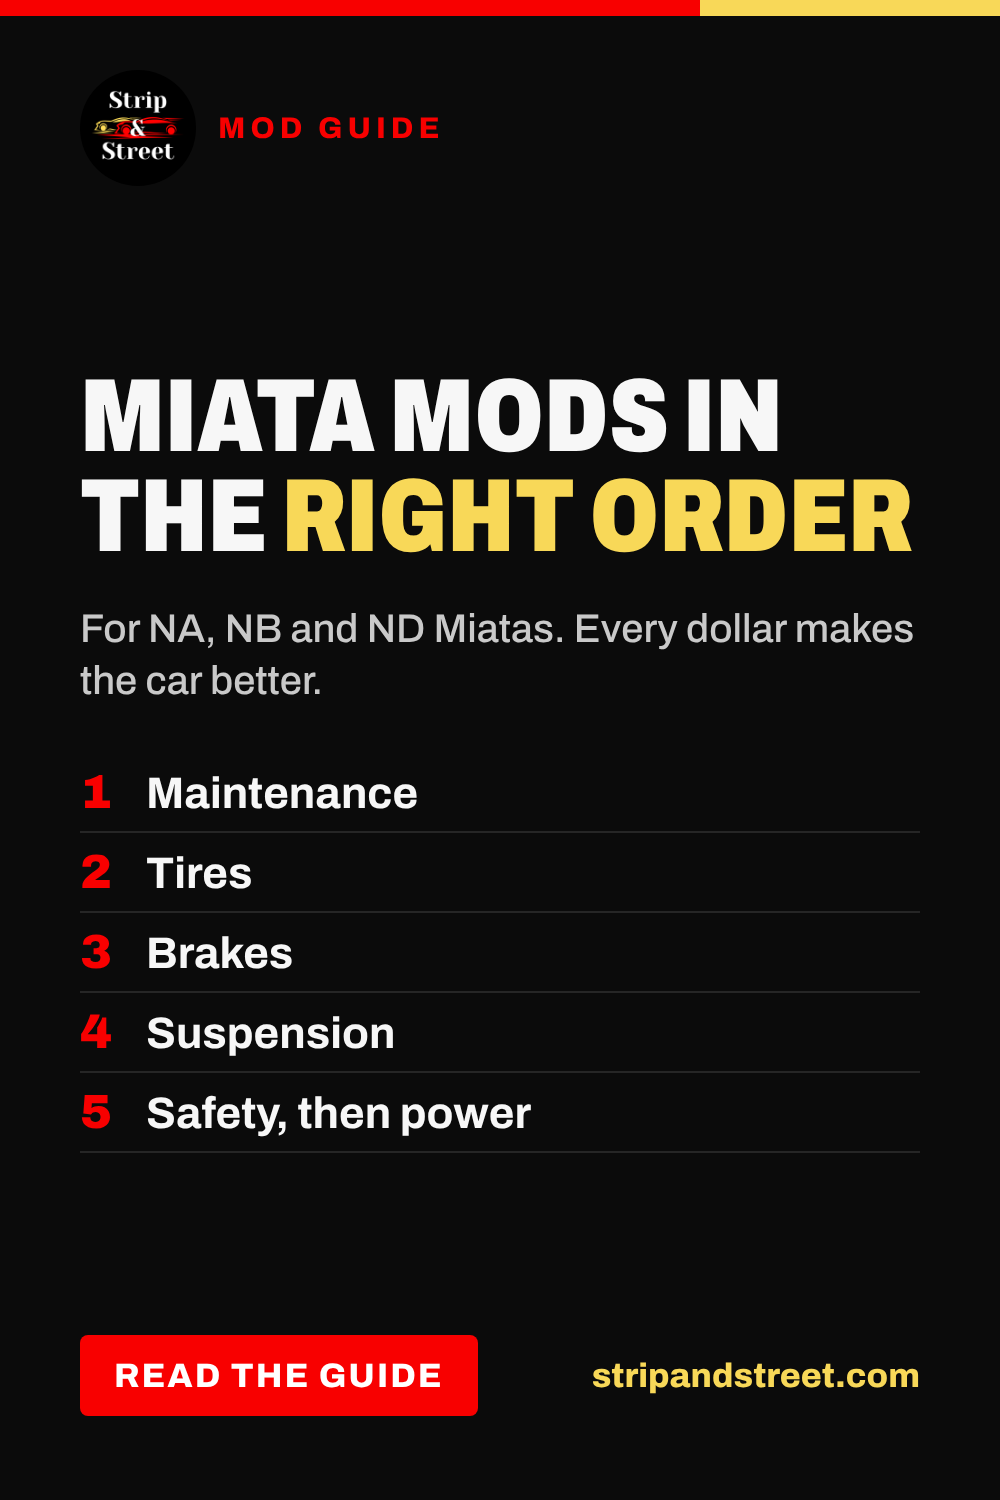 Strip
&
Street
MOD GUIDE
MIATA MODS IN
THE RIGHT ORDER
For NA, NB and ND Miatas. Every dollar makes
the car better.
1 Maintenance
2 Tires
3 Brakes
4 Suspension
5 Safety, then power
READ THE GUIDE
stripandstreet.com